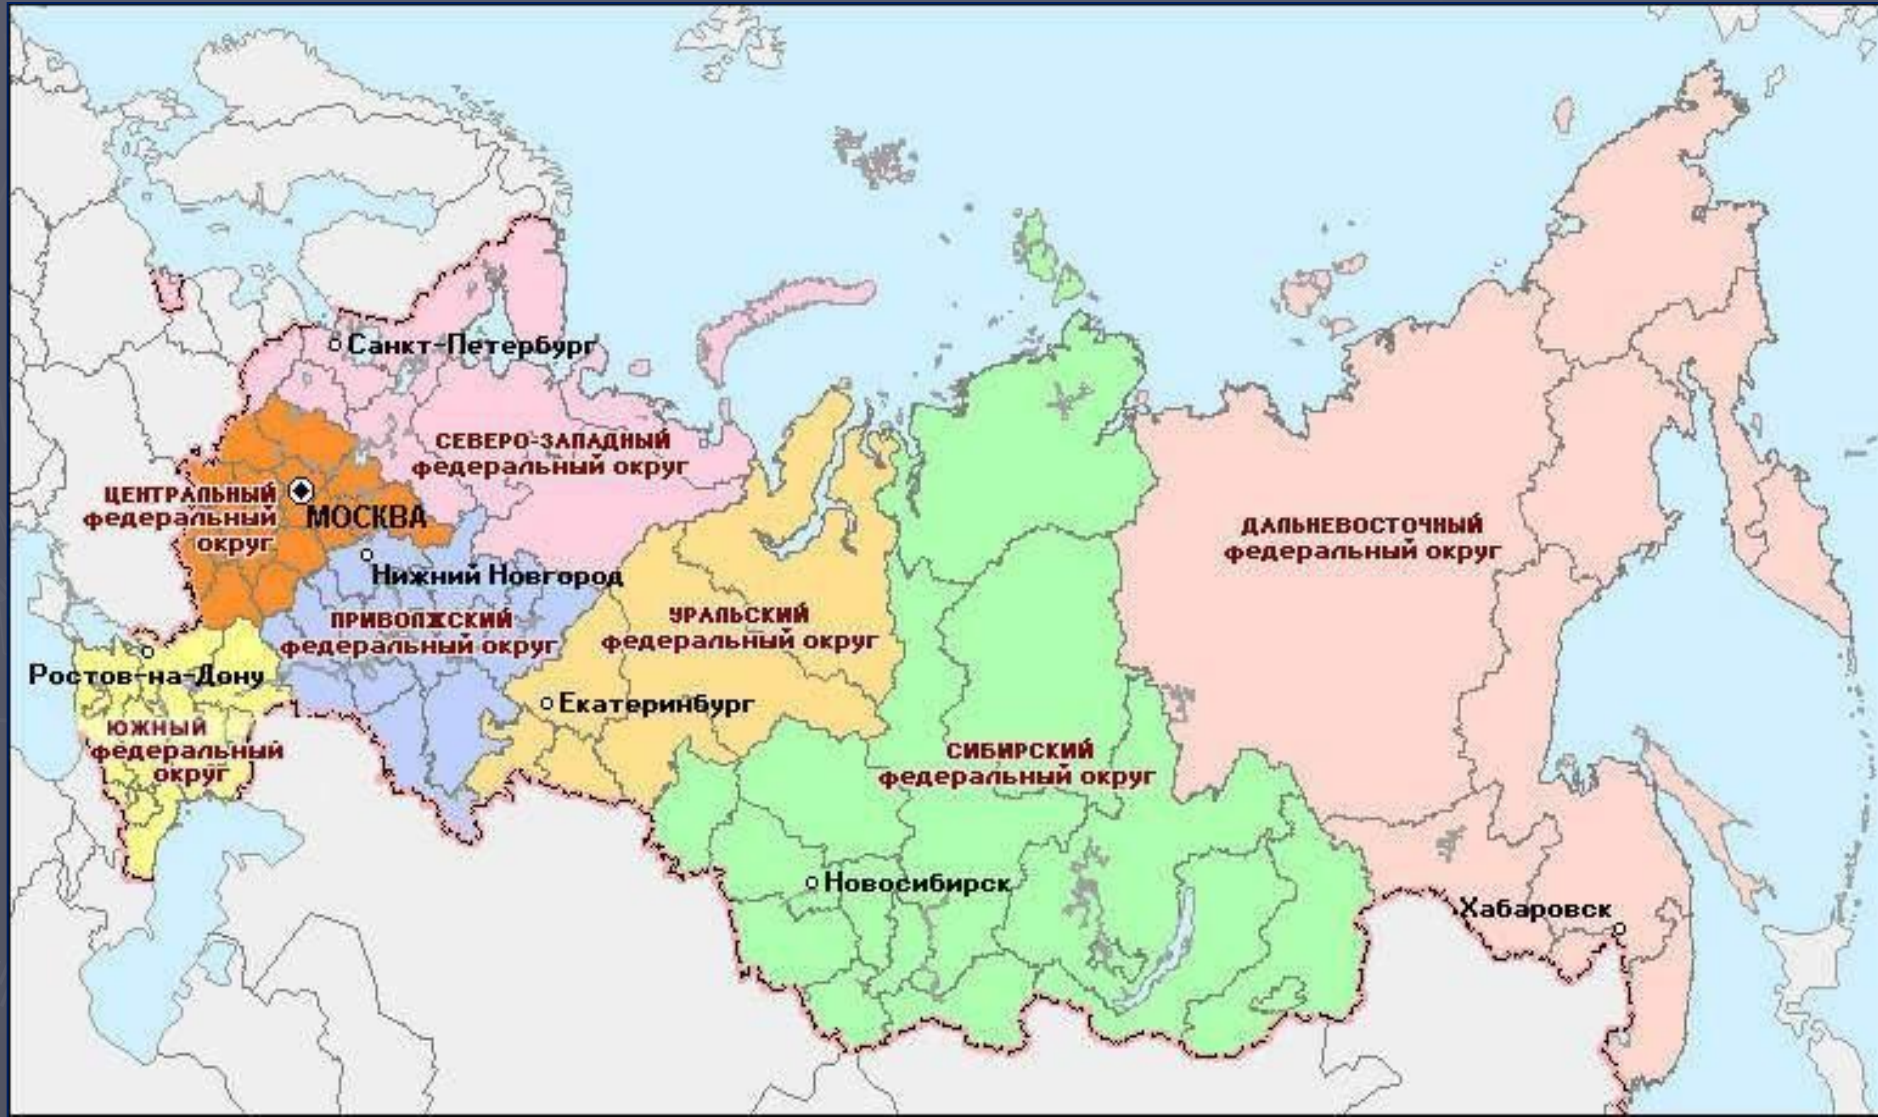 Санкт-Петербург
СЕВЕРО-ЗАПАДНЫЙ
федеральный округ
ЦЕНТРАЛЬНЫЙ
федеральный
округ
МОСКВА
ДАЛЬНЕВОСТОЧНЫЙ
федеральный округ
Нижний Новгород
ПРИВОЛЖСКИЙ
федеральный округ
УРАЛЬСКИЙ
федеральный округ
Ростов-на-Дону
Екатеринбург
ЮЖНЫЙ
федеральный
округ
СИБИРСКИЙ
федеральный округ
Новосибирск
Хабаровск